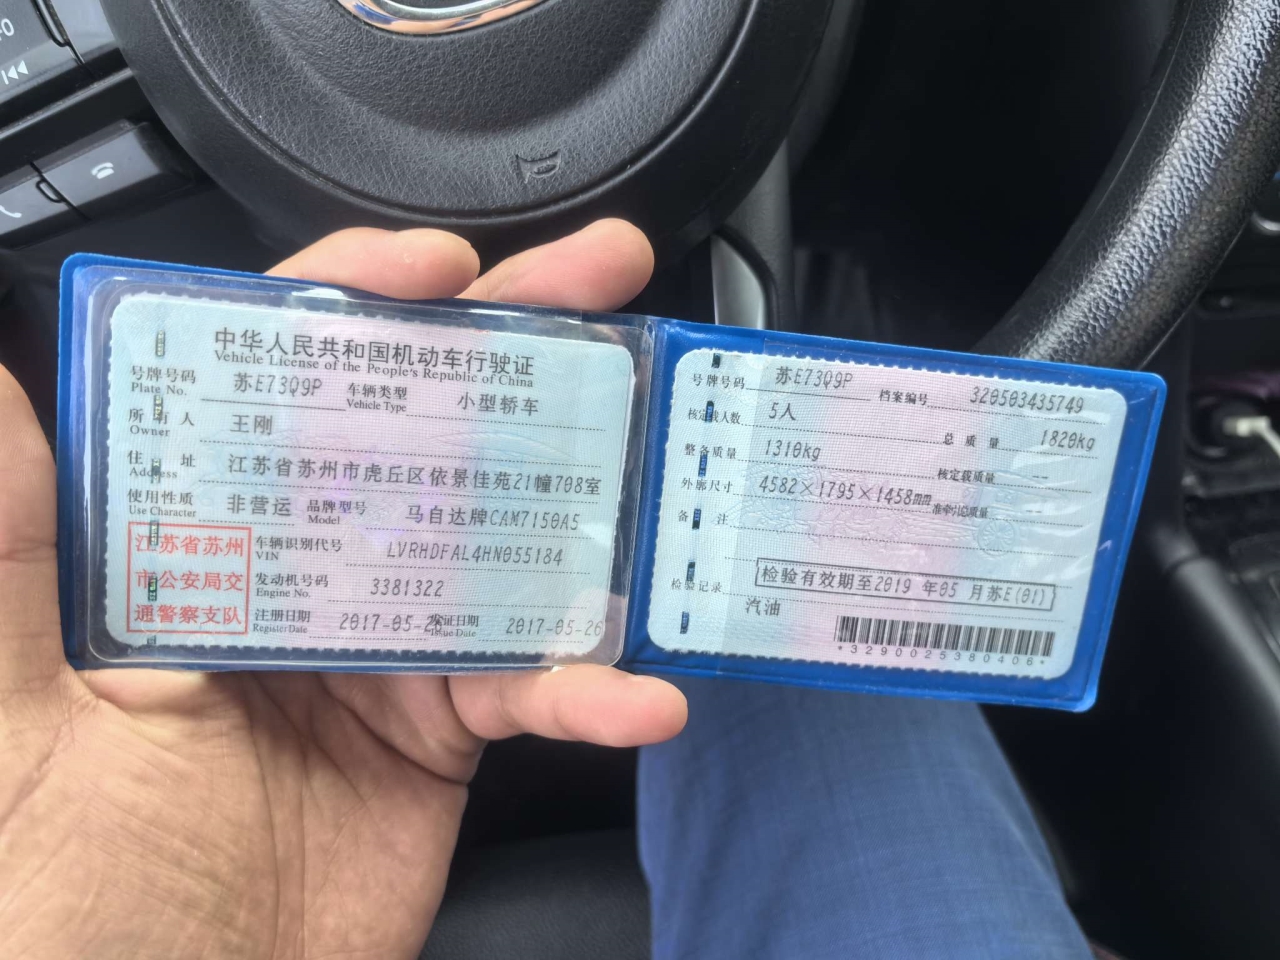 中华人民共和国机动车行驶证
Vehicle License of the People's Republic of China
号牌号码 苏E73Q9P 车辆类型 小型轿车
Plate No. Vehicle Type
所有人 王刚
Owner
住址 江苏省苏州市虎丘区依景佳苑21幢708室
Address
使用性质 非营运 品牌型号 马自达牌CAM7150A5
Use Character Model
江苏省苏州
市公安局交
通警察支队
车辆识别代号 LVRHDFAL4HN055184
VIN
发动机号码 3381322
Engine No.
注册日期 2017-05-26 发证日期 2017-05-26
Register Date Issue Date
号牌号码 苏E73Q9P 档案编号 320503435749
核定载人数 5人 总质量 1820kg
整备质量 1310kg 核定载质量 --
外廓尺寸 4582×1795×1458mm 准牵引总质量 --
备注
检验记录 检验有效期至2019年05月苏E(01)
汽油
*3290025380406*